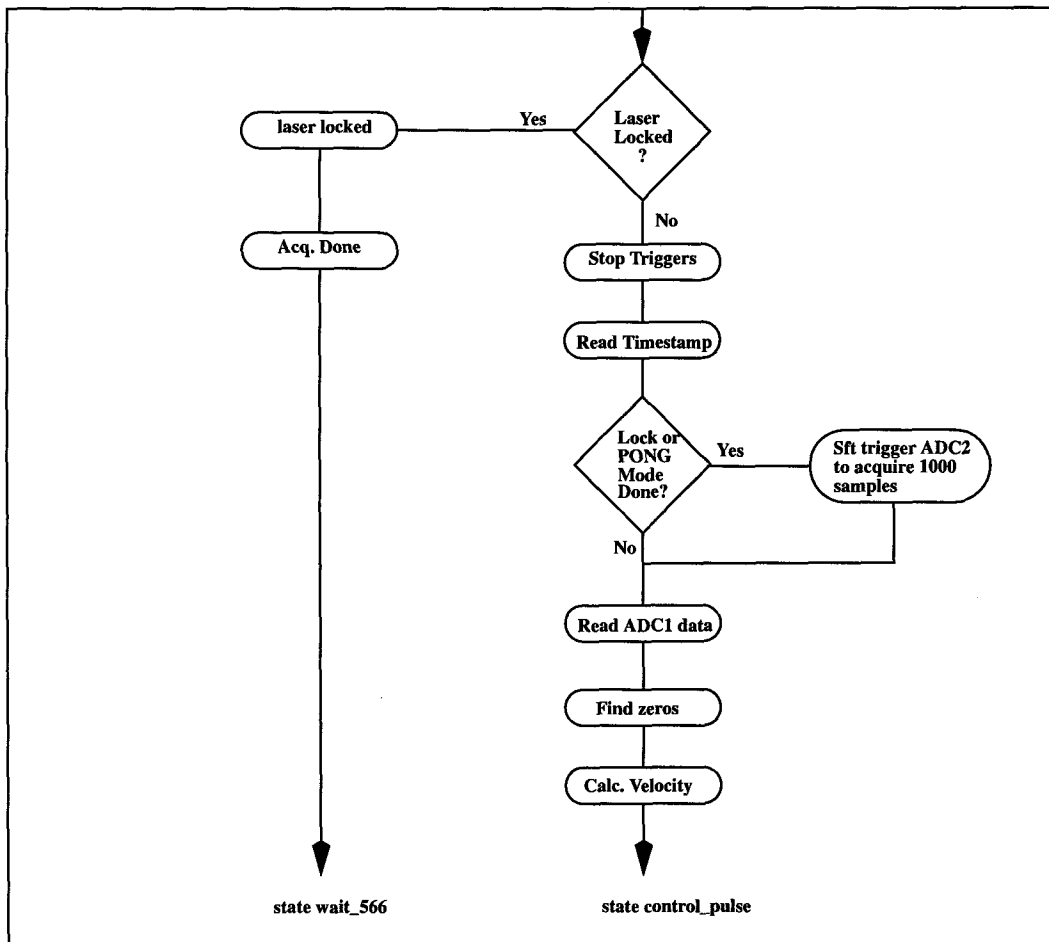 Laser
Locked
?
Yes
laser locked
Acq. Done
No
Stop Triggers
Read Timestamp
Lock or
PONG
Mode
Done?
Yes
Sft trigger ADC2
to acquire 1000
samples
No
Read ADC1 data
Find zeros
Calc. Velocity
state wait_566
state control_pulse